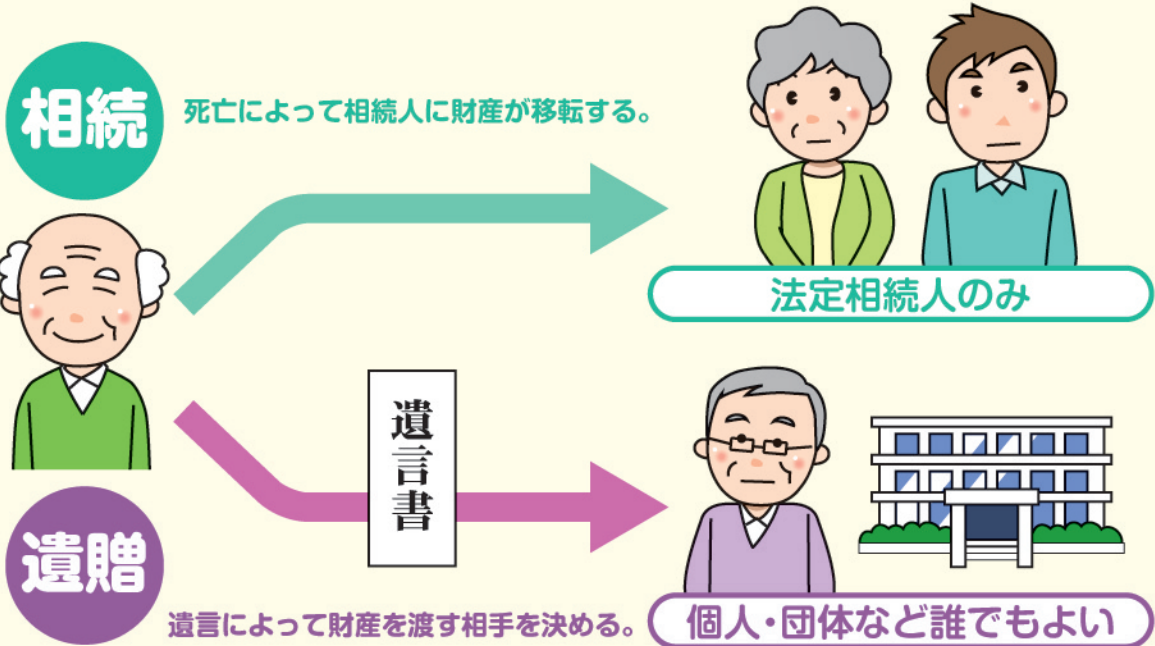 相続
死亡によって相続人に財産が移転する。
法定相続人のみ
遺言書
遺贈
遺言によって財産を渡す相手を決める。
個人・団体など誰でもよい